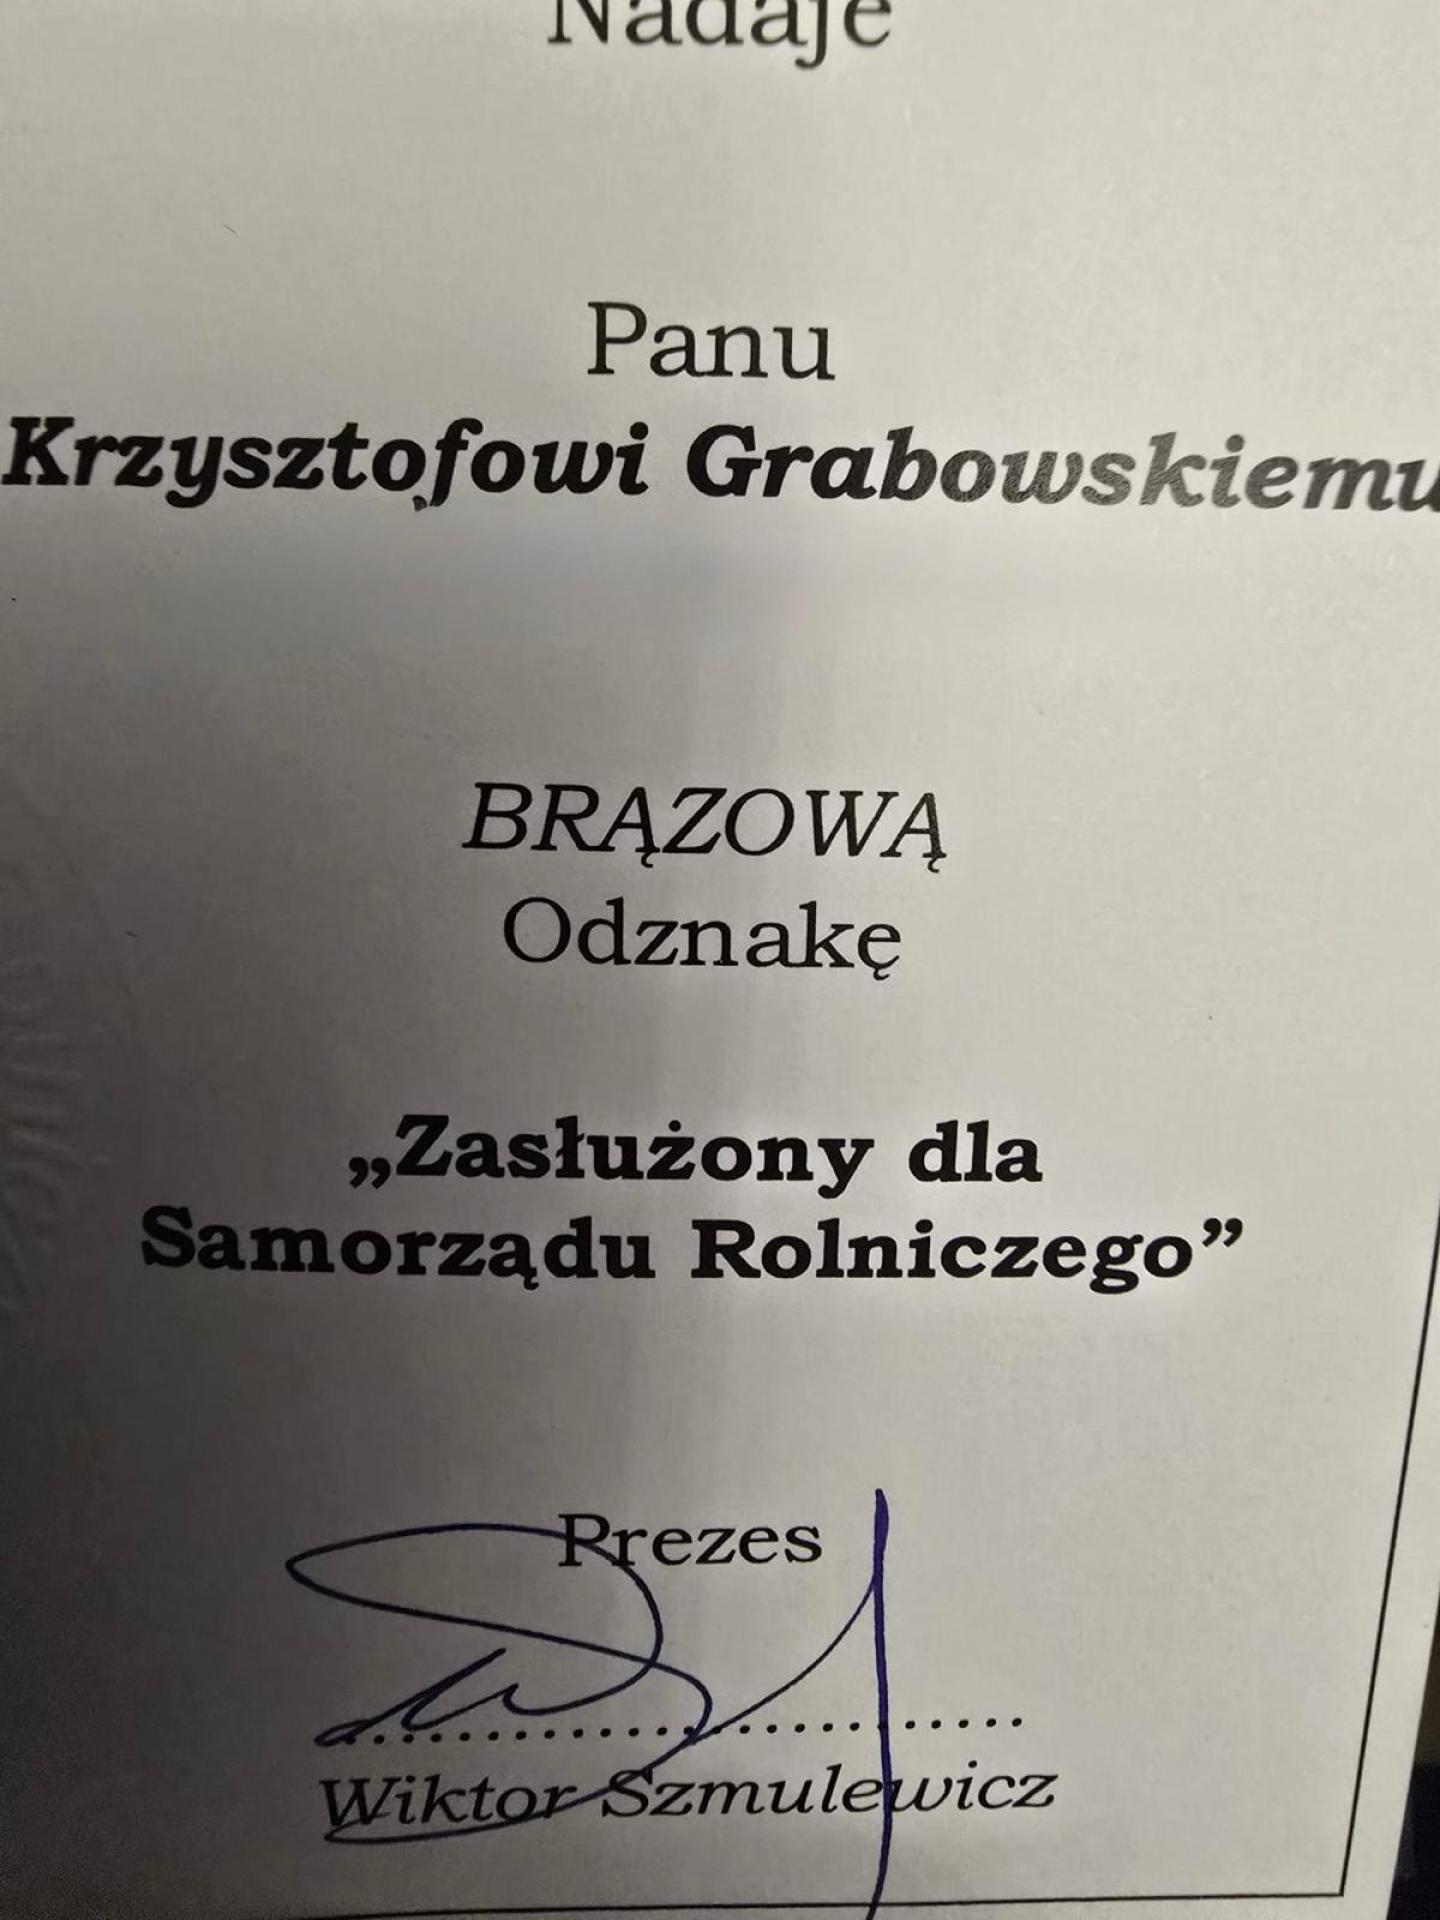 Nadaje
Panu
Krzysztofowi Grabowskiemu
BRĄZOWĄ
Odznakę
„Zasłużony dla
Samorządu Rolniczego”
Prezes
Wiktor Szmulewicz